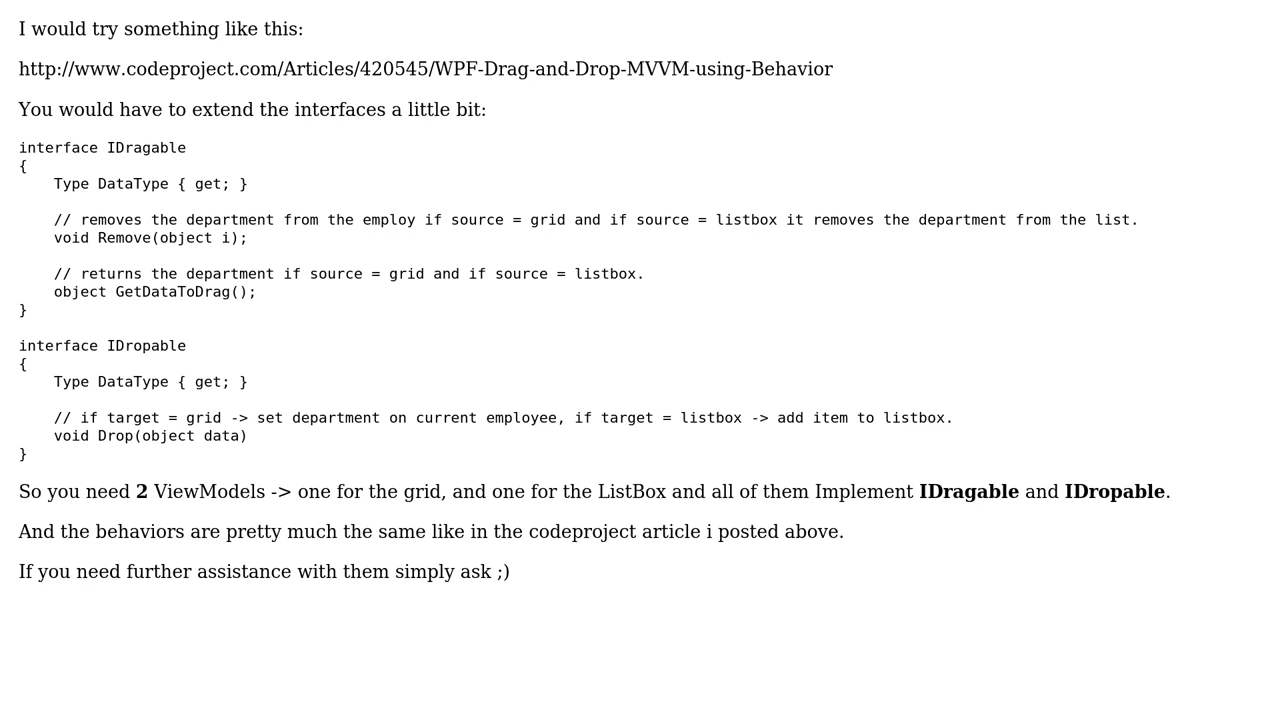 I would try something like this:
http://www.codeproject.com/Articles/420545/WPF-Drag-and-Drop-MVVM-using-Behavior
You would have to extend the interfaces a little bit:
interface IDragable
{
    Type DataType { get; }
    // removes the department from the employ if source = grid and if source = listbox it removes the department from the list.
    void Remove(object i);
    // returns the department if source = grid and if source = listbox.
    object GetDataToDrag();
}
interface IDropable
{
    Type DataType { get; }
    // if target = grid -> set department on current employee, if target = listbox -> add item to listbox.
    void Drop(object data)
}
So you need 2 ViewModels -> one for the grid, and one for the ListBox and all of them Implement IDragable and IDropable.
And the behaviors are pretty much the same like in the codeproject article i posted above.
If you need further assistance with them simply ask ;)